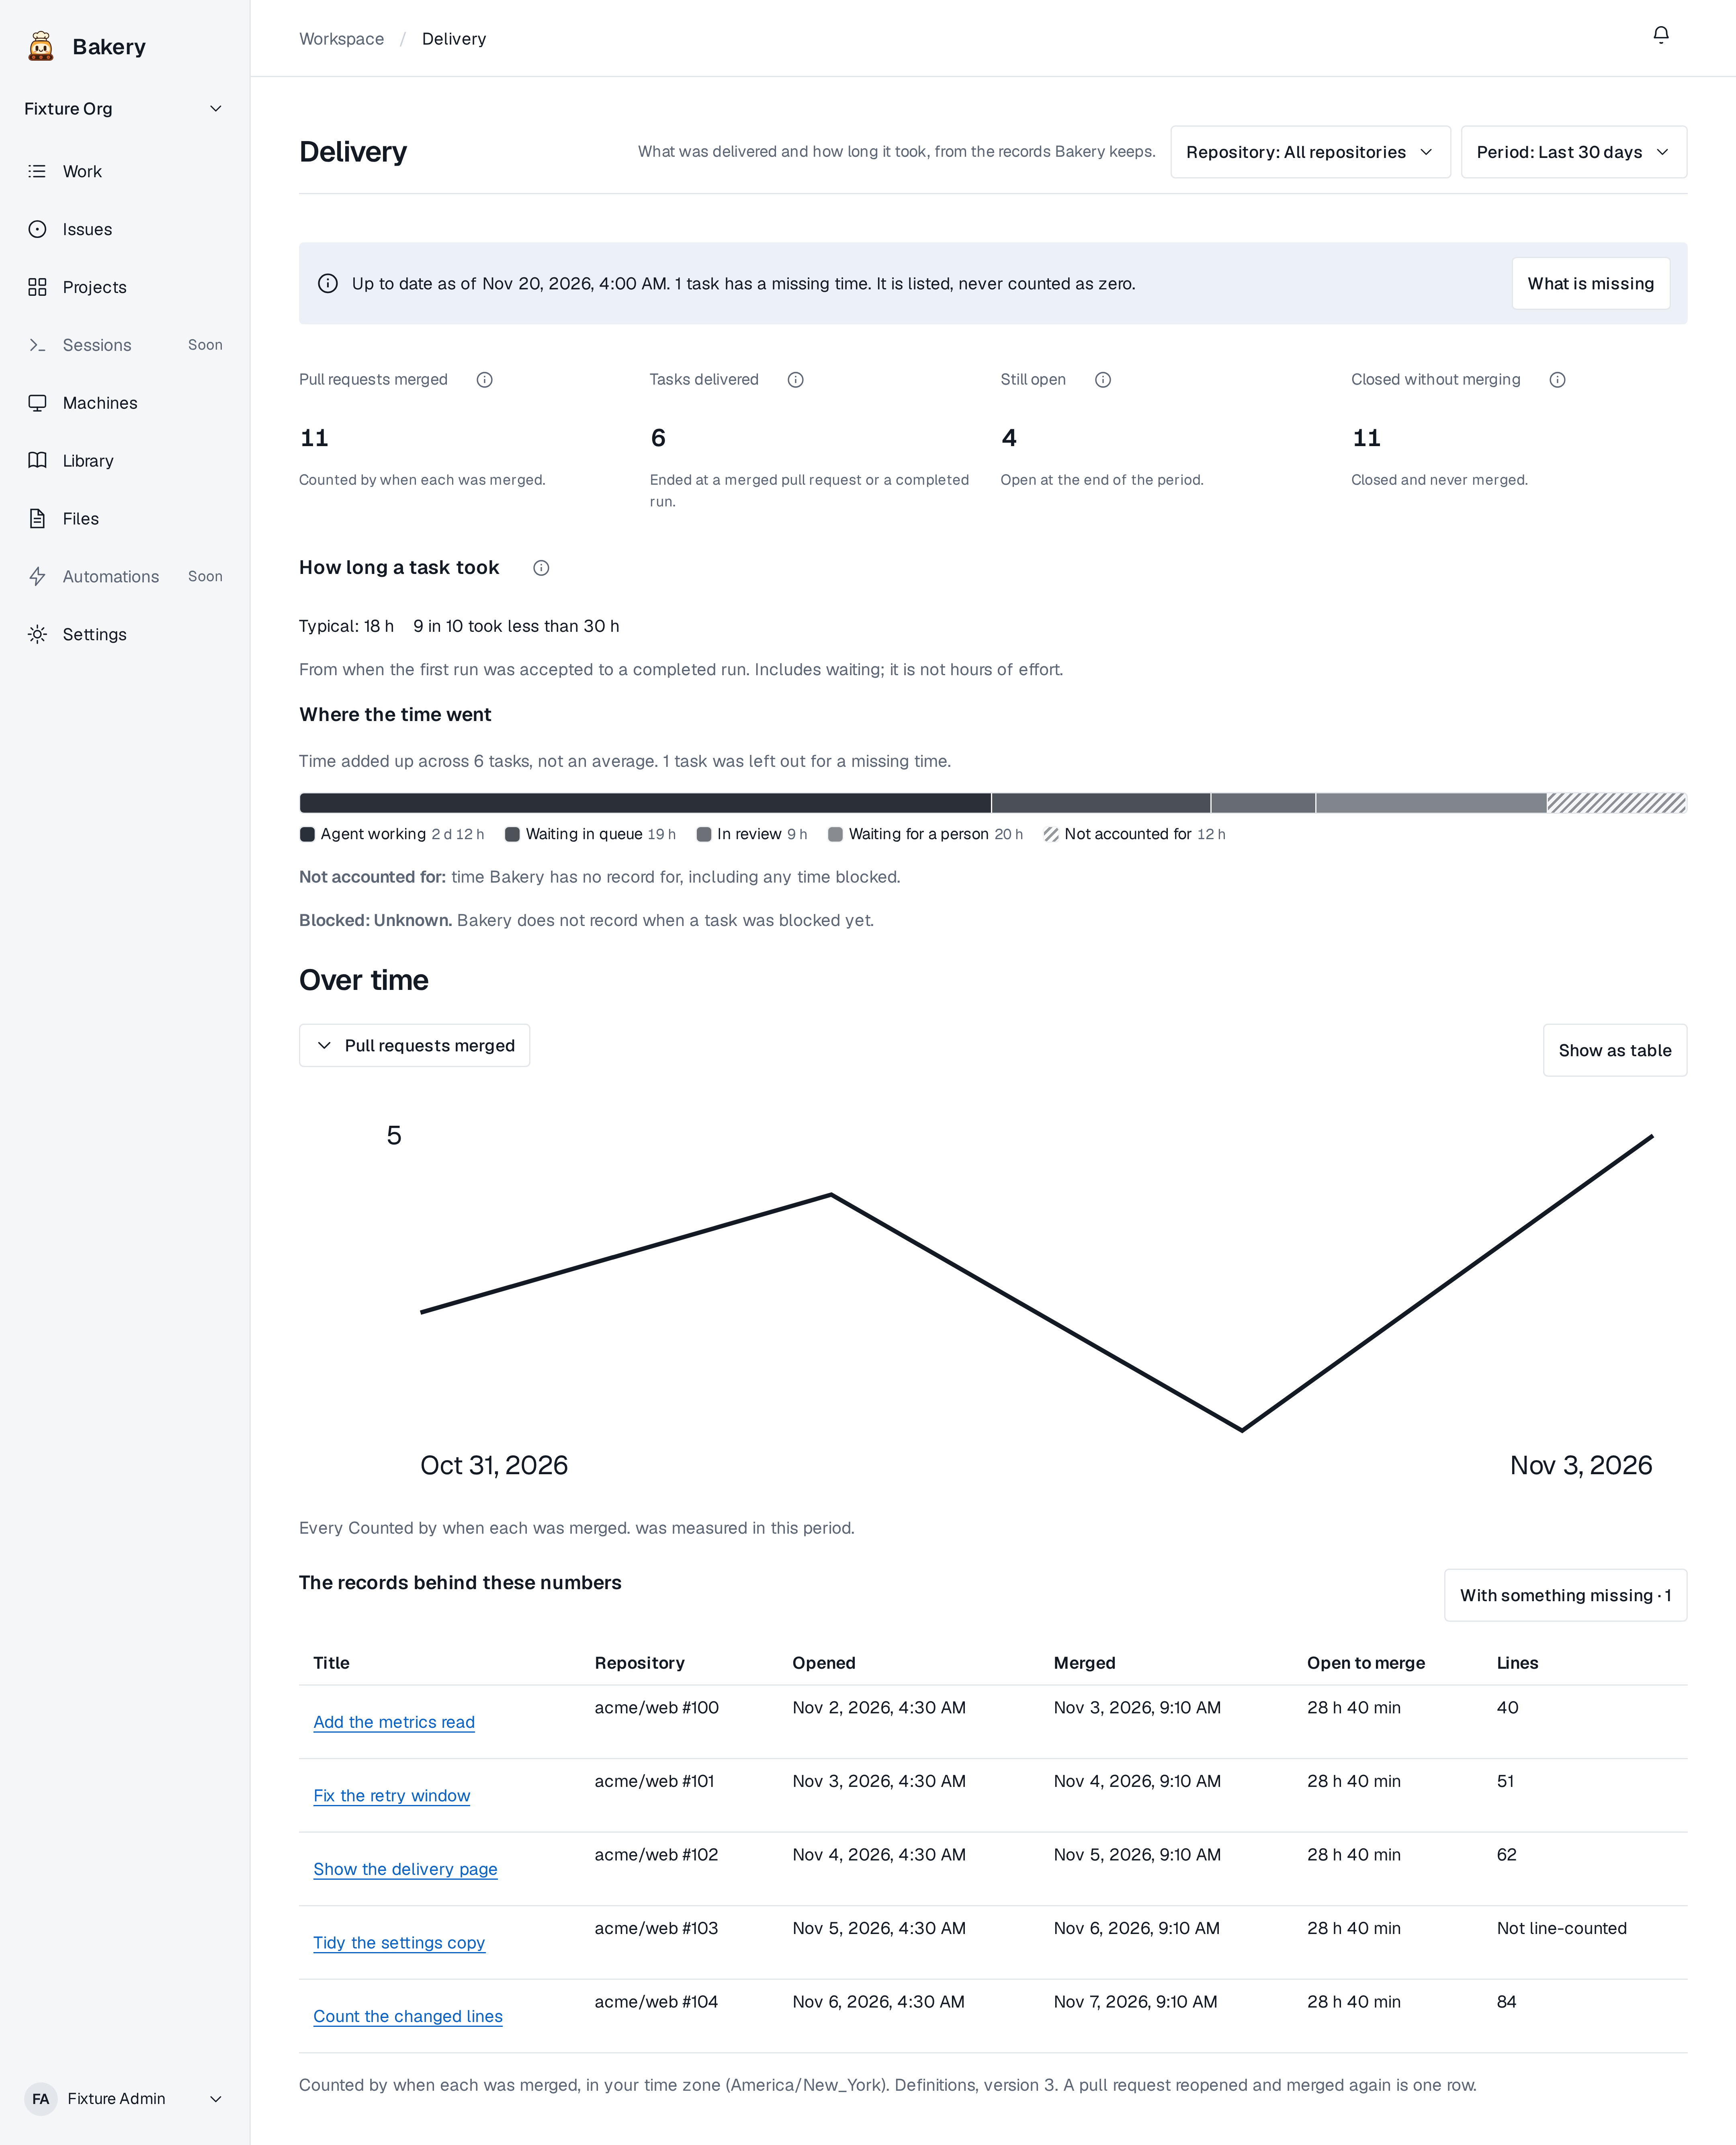 Bakery
Fixture Org
Work
Issues
Projects
Sessions Soon
Machines
Library
Files
Automations Soon
Settings
FA Fixture Admin
Workspace / Delivery
Delivery
What was delivered and how long it took, from the records Bakery keeps.
Repository: All repositories
Period: Last 30 days
Up to date as of Nov 20, 2026, 4:00 AM. 1 task has a missing time. It is listed, never counted as zero.
What is missing
Pull requests merged
11
Counted by when each was merged.
Tasks delivered
6
Ended at a merged pull request or a completed
run.
Still open
4
Open at the end of the period.
Closed without merging
11
Closed and never merged.
How long a task took
Typical: 18 h 9 in 10 took less than 30 h
From when the first run was accepted to a completed run. Includes waiting; it is not hours of effort.
Where the time went
Time added up across 6 tasks, not an average. 1 task was left out for a missing time.
Agent working 2 d 12 h Waiting in queue 19 h In review 9 h Waiting for a person 20 h Not accounted for 12 h
Not accounted for: time Bakery has no record for, including any time blocked.
Blocked: Unknown. Bakery does not record when a task was blocked yet.
Over time
Pull requests merged
Show as table
5
Oct 31, 2026 Nov 3, 2026
Every Counted by when each was merged. was measured in this period.
The records behind these numbers
With something missing · 1
Title Repository Opened Merged Open to merge Lines
Add the metrics read acme/web #100 Nov 2, 2026, 4:30 AM Nov 3, 2026, 9:10 AM 28 h 40 min 40
Fix the retry window acme/web #101 Nov 3, 2026, 4:30 AM Nov 4, 2026, 9:10 AM 28 h 40 min 51
Show the delivery page acme/web #102 Nov 4, 2026, 4:30 AM Nov 5, 2026, 9:10 AM 28 h 40 min 62
Tidy the settings copy acme/web #103 Nov 5, 2026, 4:30 AM Nov 6, 2026, 9:10 AM 28 h 40 min Not line-counted
Count the changed lines acme/web #104 Nov 6, 2026, 4:30 AM Nov 7, 2026, 9:10 AM 28 h 40 min 84
Counted by when each was merged, in your time zone (America/New_York). Definitions, version 3. A pull request reopened and merged again is one row.